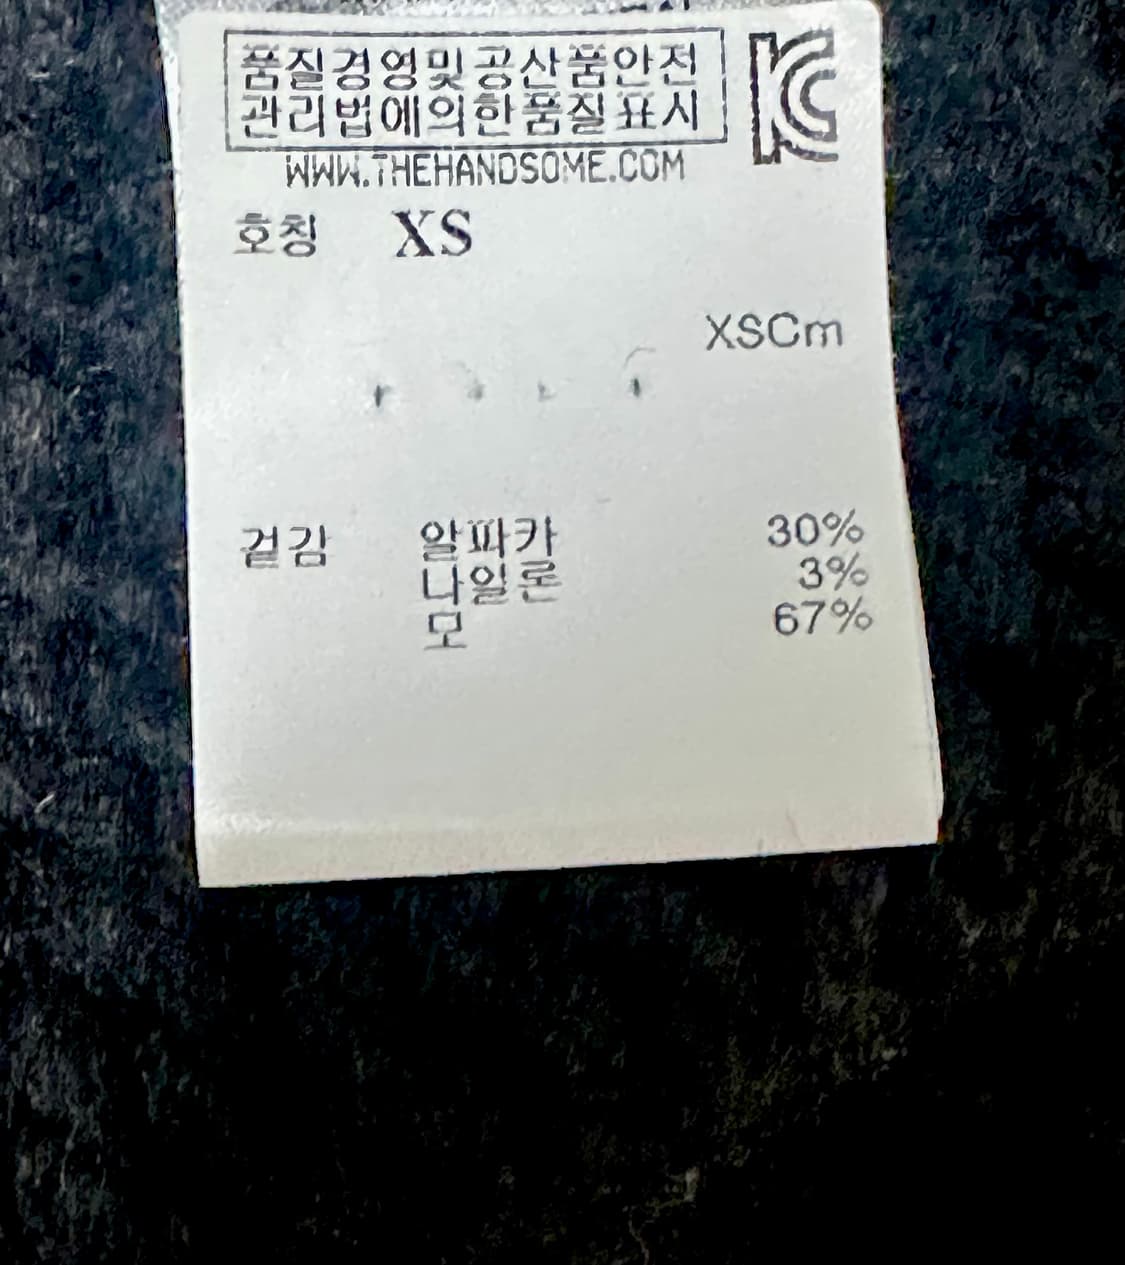 품질경영및공산품안전
관리법에의한품질표시
KC
WWW.THEHANDSOME.COM
호칭 XS
XSCm
겉감 알파카 30%
나일론 3%
모 67%